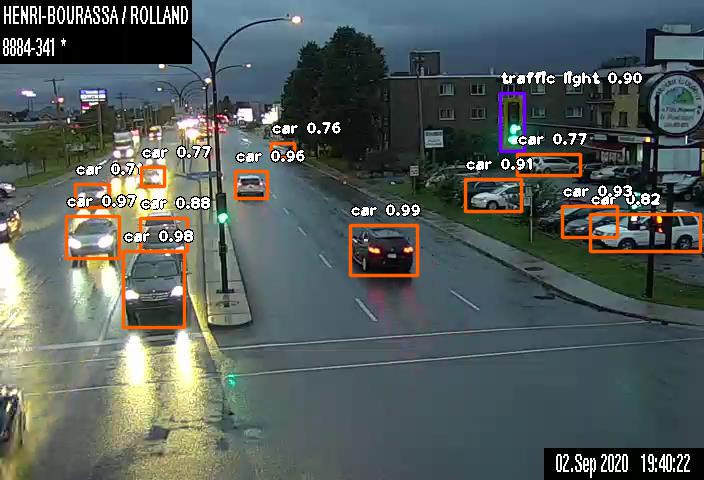 HENRI-BOURASSA / ROLLAND
8884-341 *
traffic light 0.90
car 0.76
car 0.77
car 0.77
car 0.96
car 0.7
car 0.91
car 0.93
car 0.97
car 0.88
car 0.82
car 0.99
car 0.98
02.Sep 2020 19:40:22